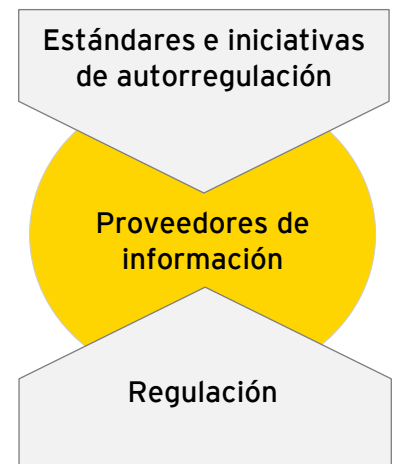 Estándares e iniciativas
de autorregulación
Proveedores de
información
Regulación